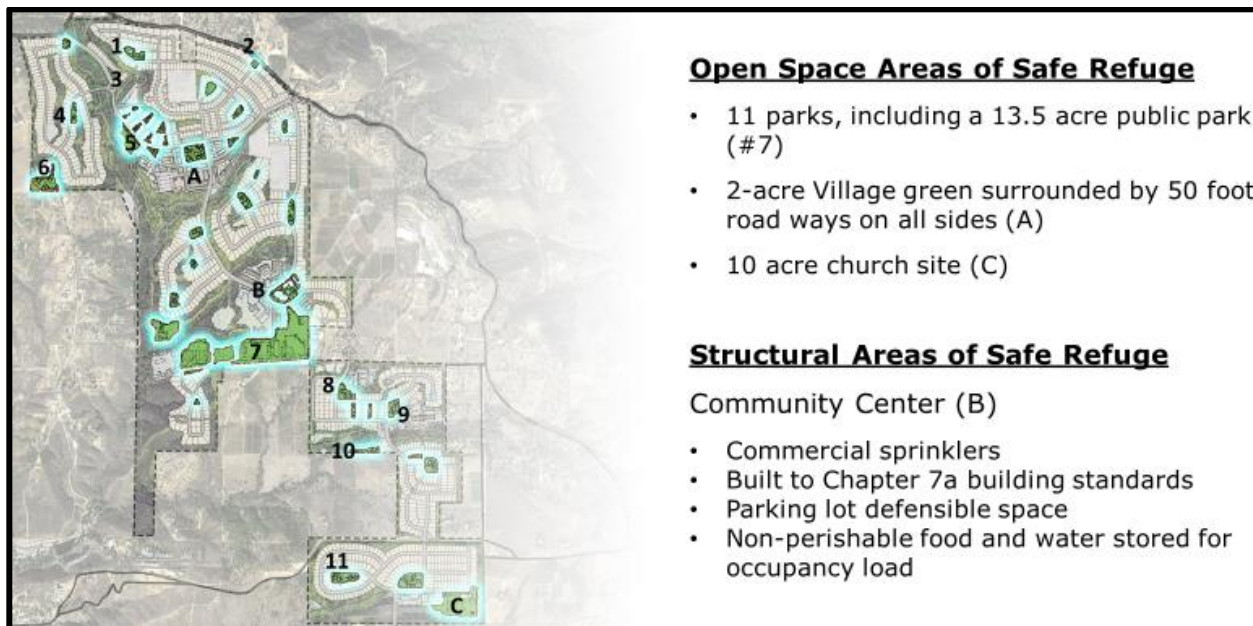 1
2
3
4
5
A
6
B
7
8
9
10
11
C
Open Space Areas of Safe Refuge
• 11 parks, including a 13.5 acre public park
(#7)
• 2-acre Village green surrounded by 50 foot
road ways on all sides (A)
• 10 acre church site (C)
Structural Areas of Safe Refuge
Community Center (B)
• Commercial sprinklers
• Built to Chapter 7a building standards
• Parking lot defensible space
• Non-perishable food and water stored for
occupancy load